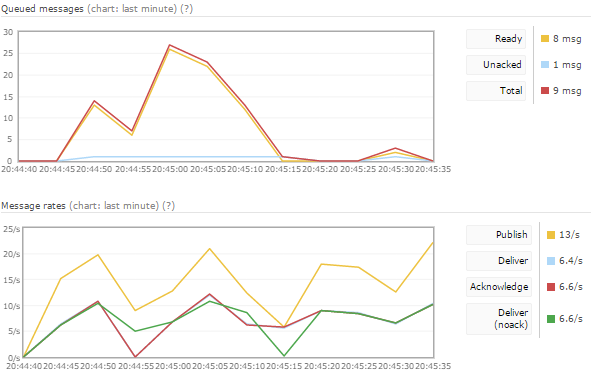 Queued messages (chart: last minute) (?)
30
25
20
15
10
5
0
20:44:40 20:44:45 20:44:50 20:44:55 20:45:00 20:45:05 20:45:10 20:45:15 20:45:20 20:45:25 20:45:30 20:45:35
Ready 8 msg
Unacked 1 msg
Total 9 msg
Message rates (chart: last minute) (?)
25/s
20/s
15/s
10/s
5/s
0/s
20:44:40 20:44:45 20:44:50 20:44:55 20:45:00 20:45:05 20:45:10 20:45:15 20:45:20 20:45:25 20:45:30 20:45:35
Publish 13/s
Deliver 6.4/s
Acknowledge 6.6/s
Deliver
(noack) 6.6/s